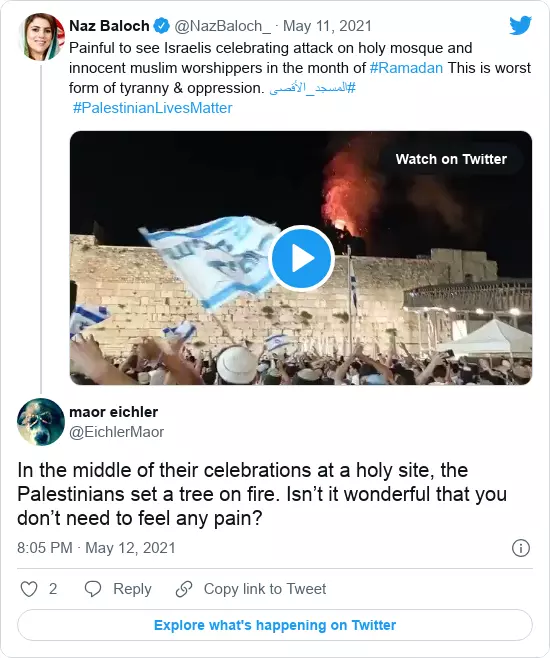 Naz Baloch @NazBaloch_ · May 11, 2021
Painful to see Israelis celebrating attack on holy mosque and
innocent muslim worshippers in the month of #Ramadan This is worst
form of tyranny & oppression. #المسجد_الأقصى
#PalestinianLivesMatter
Watch on Twitter
maor eichler
@EichlerMaor
In the middle of their celebrations at a holy site, the
Palestinians set a tree on fire. Isn’t it wonderful that you
don’t need to feel any pain?
8:05 PM · May 12, 2021
2 Reply Copy link to Tweet
Explore what's happening on Twitter